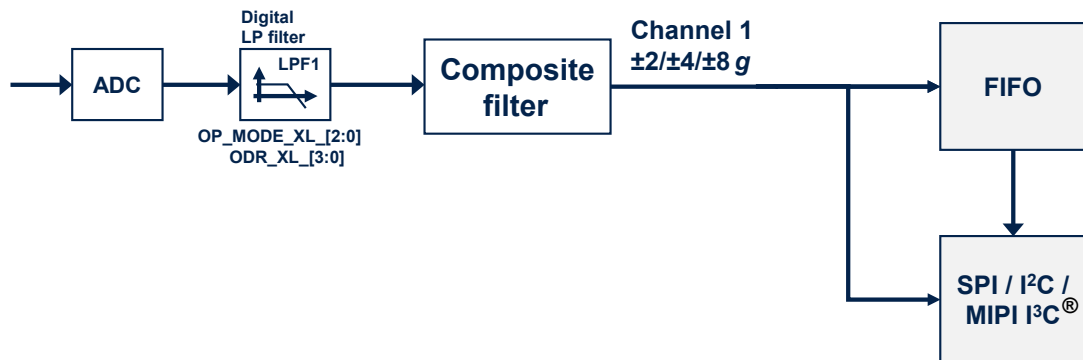 Digital
LP filter
LPF1
ADC
OP_MODE_XL_[2:0]
ODR_XL_[3:0]
Composite
filter
Channel 1
±2/±4/±8 g
FIFO
SPI / I²C /
MIPI I³C®